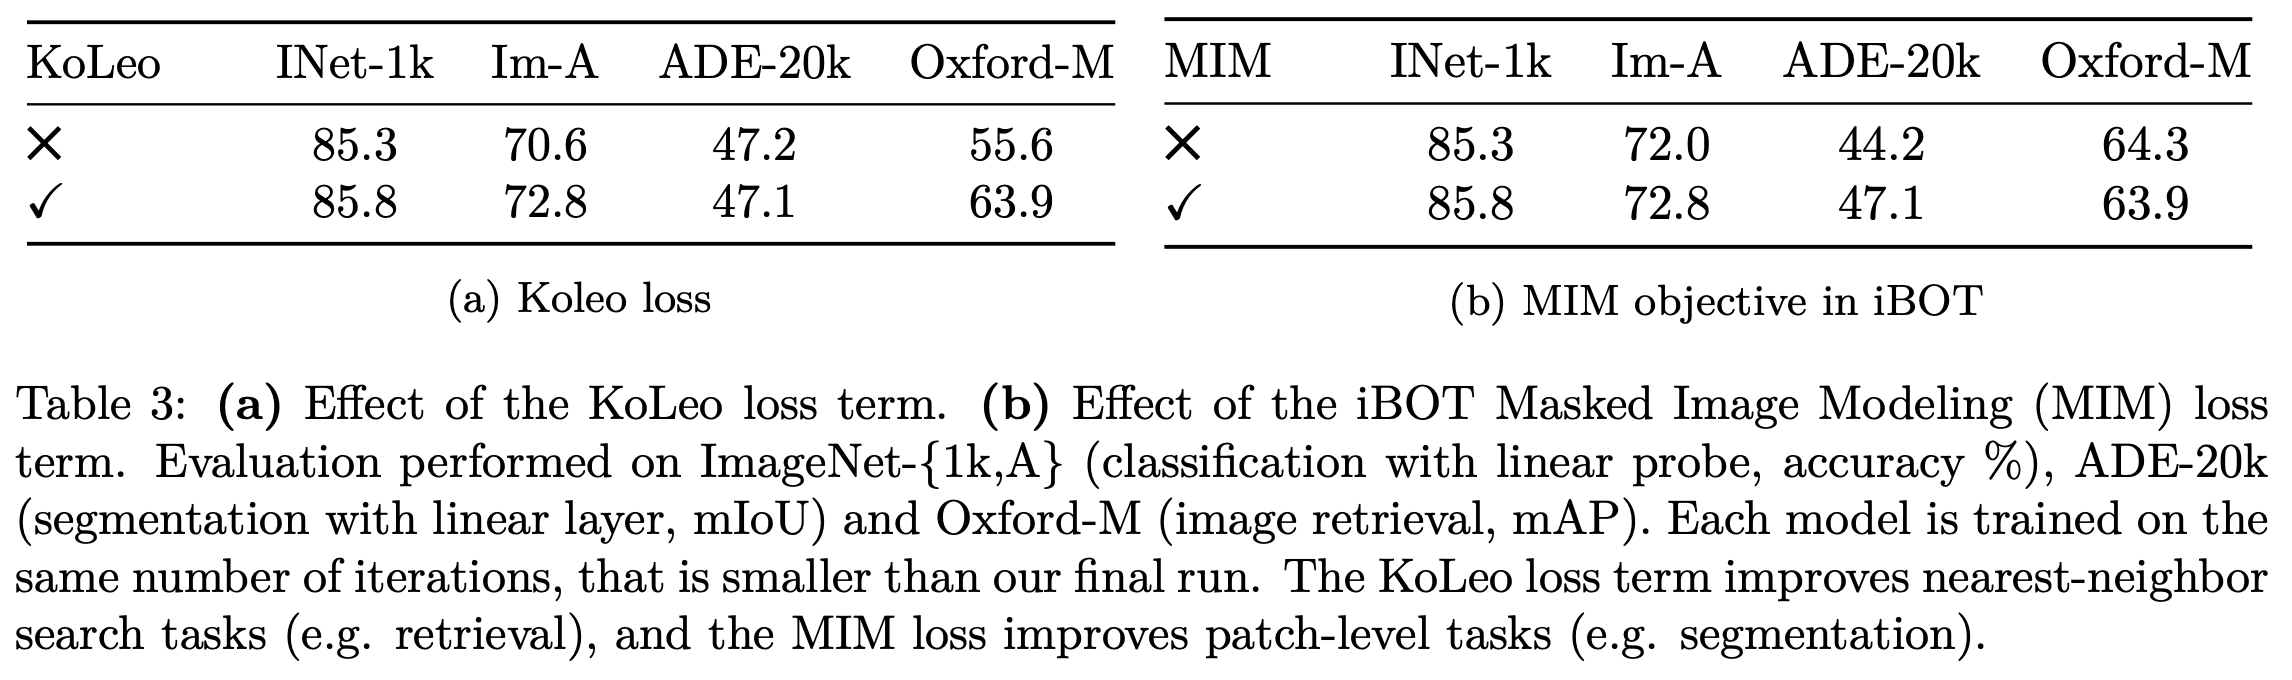 KoLeo INet-1k Im-A ADE-20k Oxford-M
✕ 85.3 70.6 47.2 55.6
✓ 85.8 72.8 47.1 63.9
(a) Koleo loss
MIM INet-1k Im-A ADE-20k Oxford-M
✕ 85.3 72.0 44.2 64.3
✓ 85.8 72.8 47.1 63.9
(b) MIM objective in iBOT
Table 3: (a) Effect of the KoLeo loss term. (b) Effect of the iBOT Masked Image Modeling (MIM) loss
term. Evaluation performed on ImageNet-{1k,A} (classification with linear probe, accuracy %), ADE-20k
(segmentation with linear layer, mIoU) and Oxford-M (image retrieval, mAP). Each model is trained on the
same number of iterations, that is smaller than our final run. The KoLeo loss term improves nearest-neighbor
search tasks (e.g. retrieval), and the MIM loss improves patch-level tasks (e.g. segmentation).